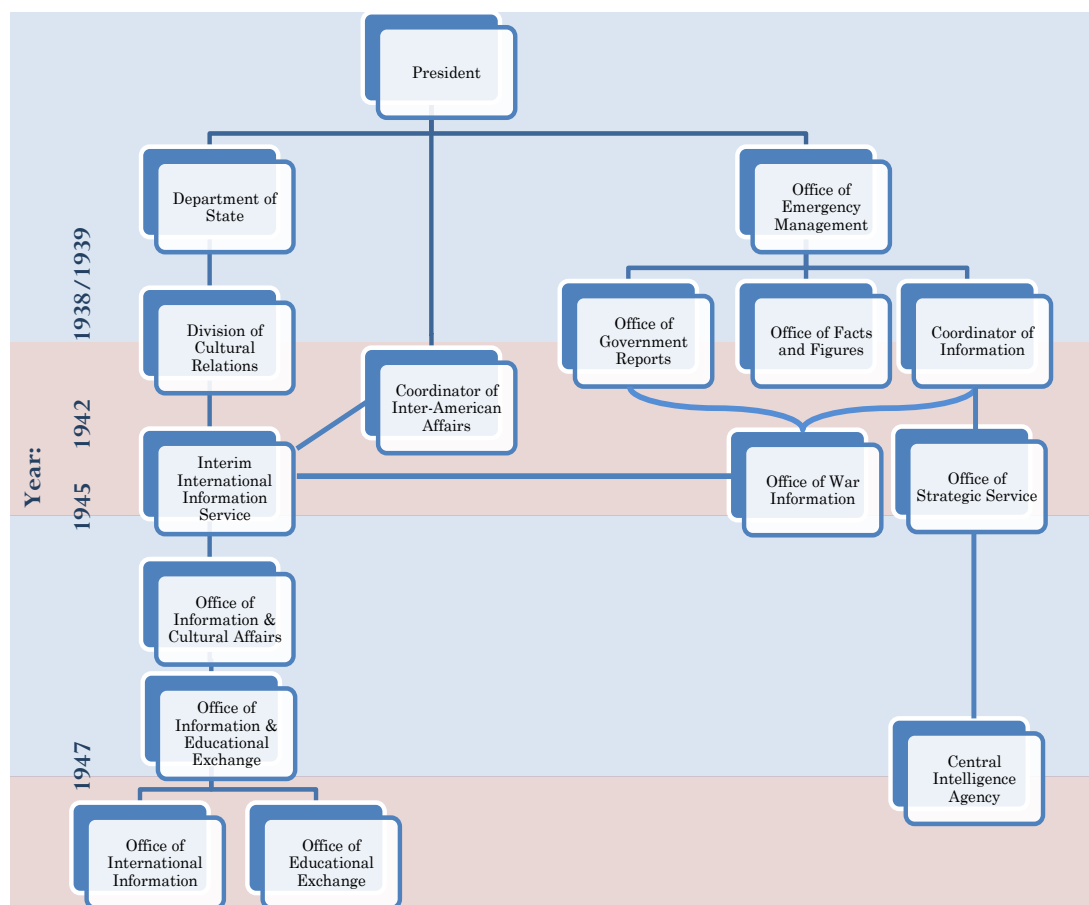 President
Department of
State
Office of
Emergency
Management
1938/1939
Division of
Cultural
Relations
Office of
Government
Reports
Office of Facts
and Figures
Coordinator of
Information
Coordinator of
Inter-American
Affairs
1942
Year:
1945
Interim
International
Information
Service
Office of War
Information
Office of
Strategic Service
Office of
Information &
Cultural Affairs
Office of
Information &
Educational
Exchange
1947
Central
Intelligence
Agency
Office of
International
Information
Office of
Educational
Exchange